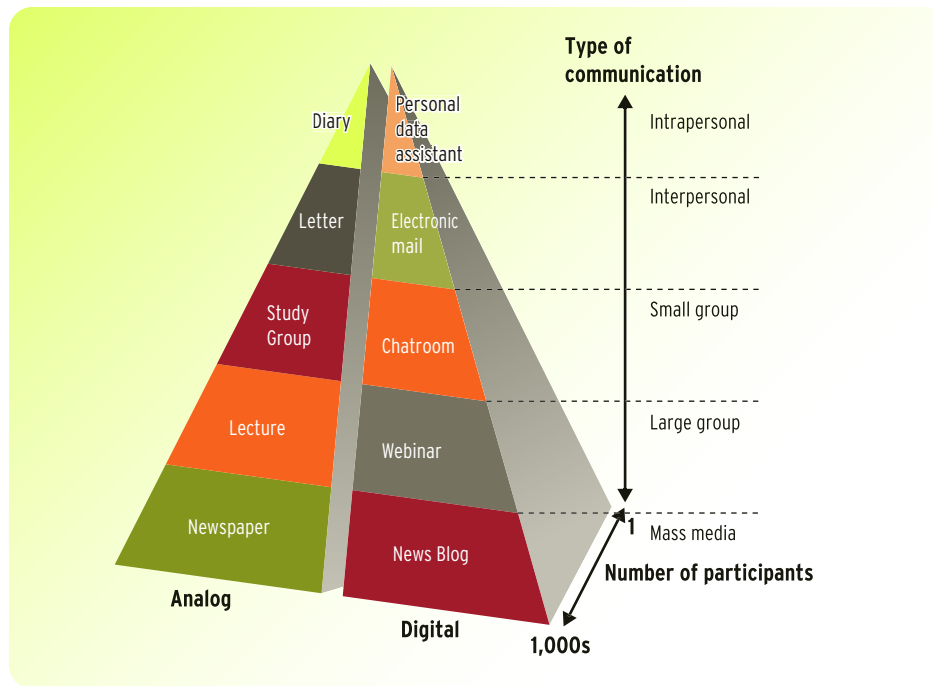 Type of
communication
Diary
Personal
data
assistant
Intrapersonal
Letter
Electronic
mail
Interpersonal
Study
Group
Chatroom
Small group
Lecture
Webinar
Large group
Newspaper
News Blog
1
Mass media
Number of participants
Analog
Digital
1,000s